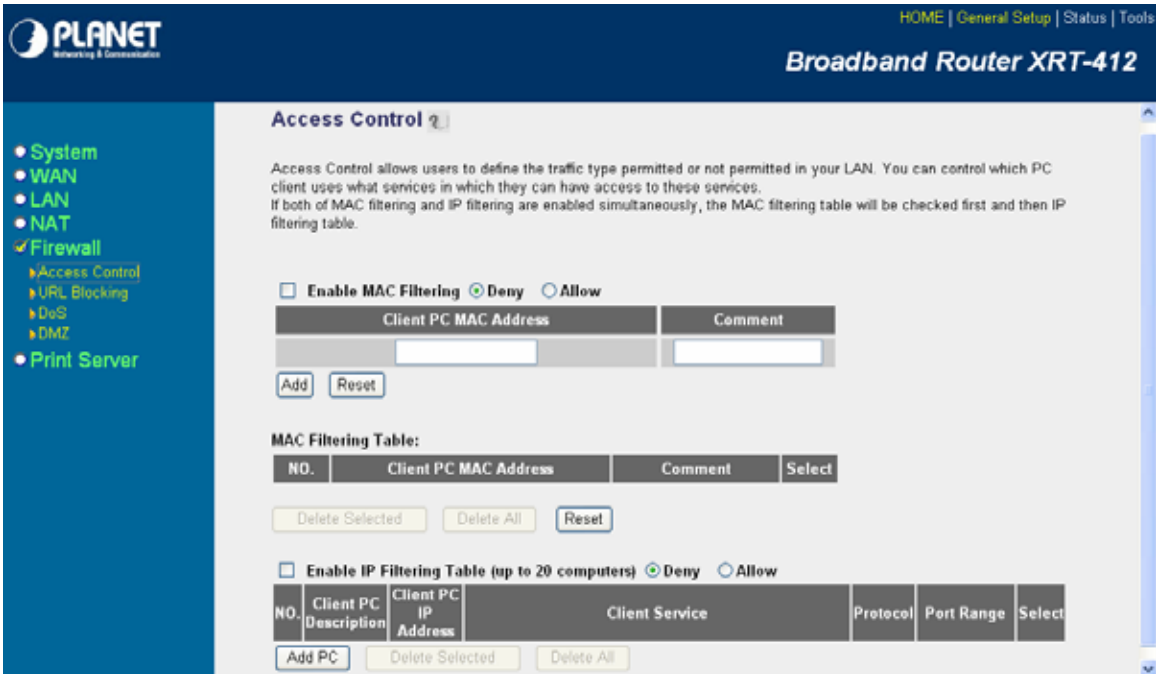 PLANET
Networking & Communication
HOME | General Setup | Status | Tools
Broadband Router XRT-412
System
WAN
LAN
NAT
Firewall
Access Control
URL Blocking
DoS
DMZ
Print Server
Access Control
Access Control allows users to define the traffic type permitted or not permitted in your LAN. You can control which PC
client uses what services in which they can have access to these services.
If both of MAC filtering and IP filtering are enabled simultaneously, the MAC filtering table will be checked first and then IP
filtering table.
Enable MAC Filtering Deny Allow
Client PC MAC Address Comment
Add Reset
MAC Filtering Table:
NO. Client PC MAC Address Comment Select
Delete Selected Delete All Reset
Enable IP Filtering Table (up to 20 computers) Deny Allow
NO. Client PC Description Client PC IP Address Client Service Protocol Port Range Select
Add PC Delete Selected Delete All